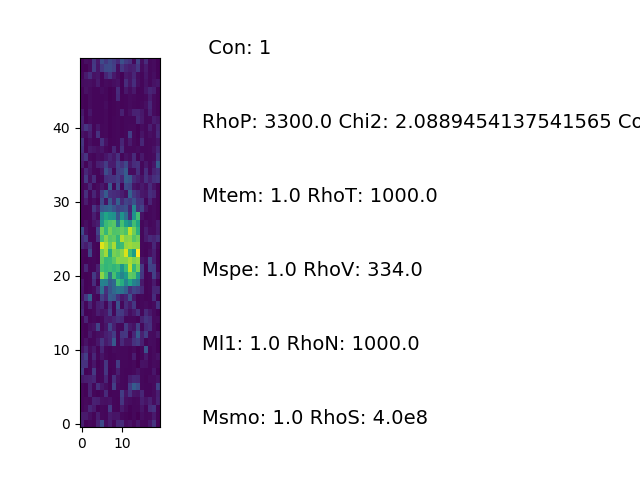 Con: 1
RhoP: 3300.0 Chi2: 2.0889454137541565 Co
Mtem: 1.0 RhoT: 1000.0
Mspe: 1.0 RhoV: 334.0
Ml1: 1.0 RhoN: 1000.0
Msmo: 1.0 RhoS: 4.0e8
40
30
20
10
0
0 10